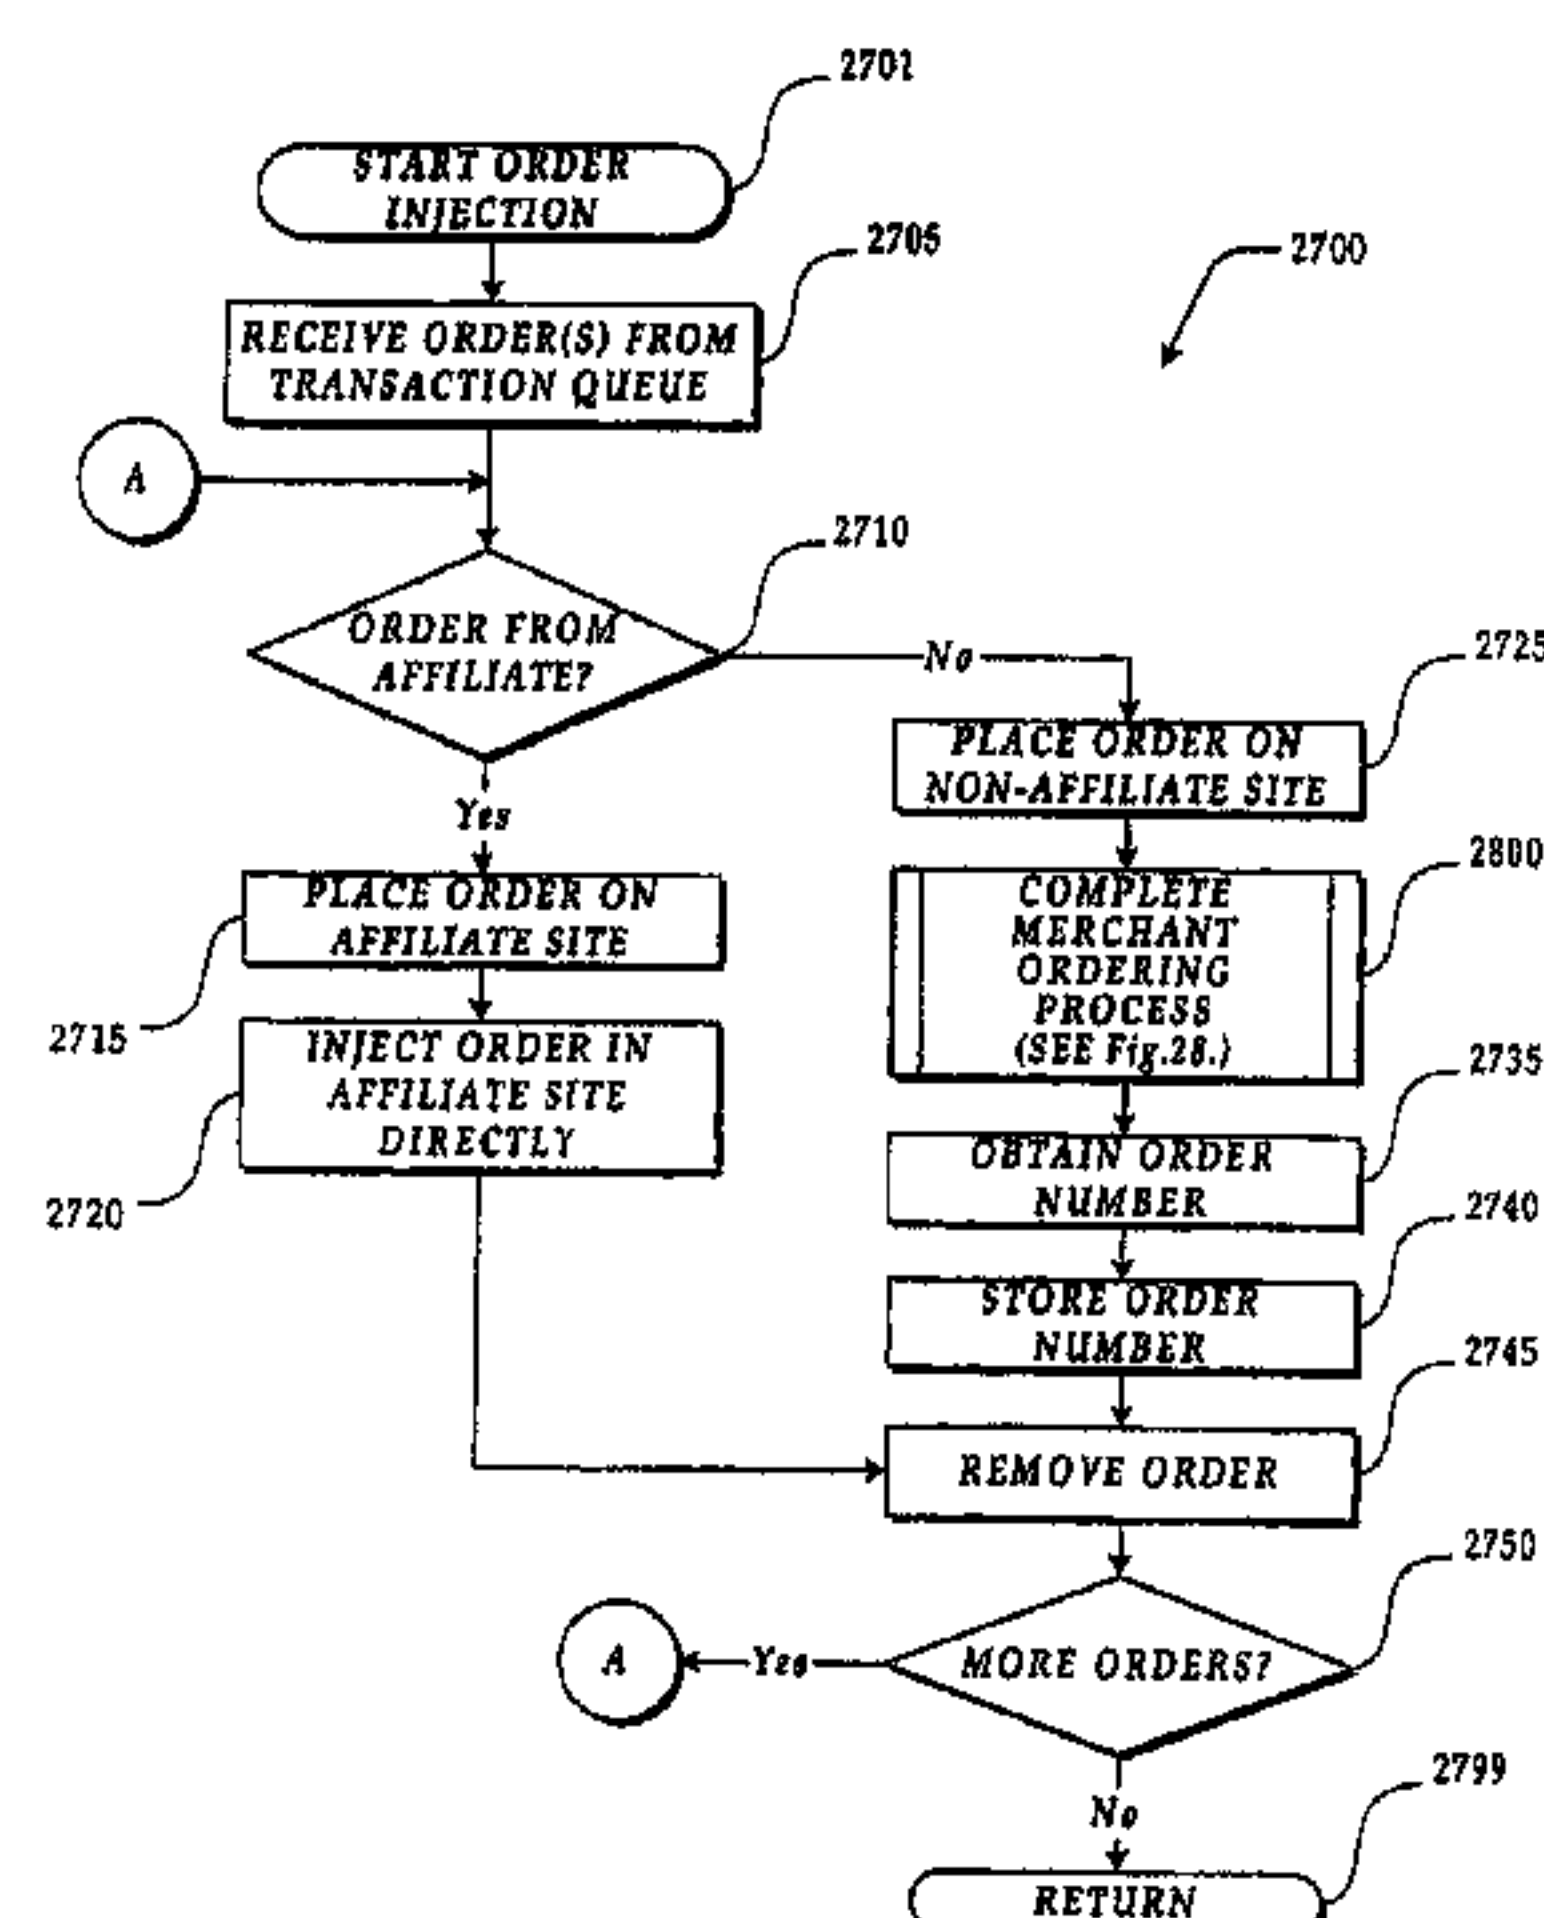 2701
START ORDER
INJECTION
2705
2700
RECEIVE ORDER(S) FROM
TRANSACTION QUEUE
A
2710
ORDER FROM
AFFILIATE?
No
2725
PLACE ORDER ON
NON-AFFILIATE SITE
Yes
2800
PLACE ORDER ON
AFFILIATE SITE
COMPLETE
MERCHANT
ORDERING
PROCESS
(SEE Fig.28.)
2715
INJECT ORDER IN
AFFILIATE SITE
DIRECTLY
2735
2720
OBTAIN ORDER
NUMBER
2740
STORE ORDER
NUMBER
2745
REMOVE ORDER
2750
A
Yes
MORE ORDERS?
2799
No
RETURN